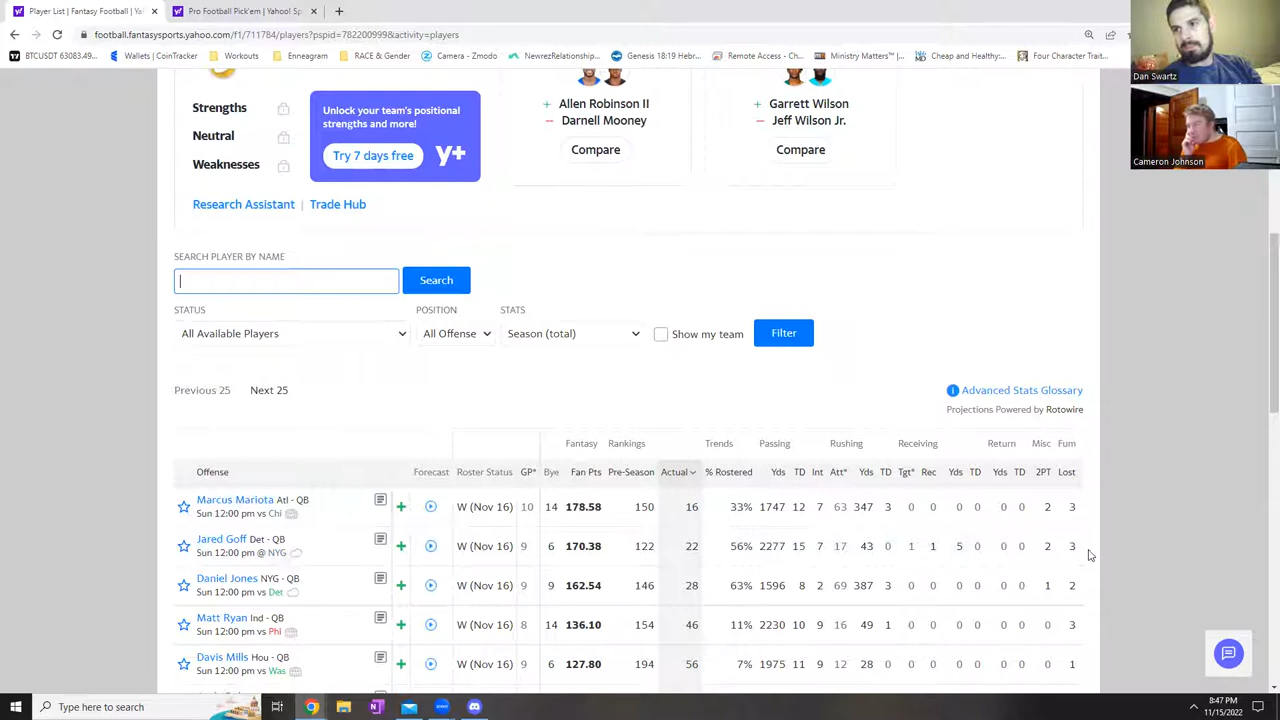 Player List | Fantasy Football | Ya
Pro Football Pick'em | Yahoo! Sp
football.fantasysports.yahoo.com/f1/711784/players?pspid=782200999&activity=players
BTCUSDT 63083.49... Wallets | CoinTracker Workouts Enneagram RACE & Gender Camera - Zmodo NewrezRelationship... Genesis 18:19 Hebr... Remote Access - Ch... Ministry Matters™ |... Cheap and Healthy:... Four Character Trait...
Dan Swartz
Cameron Johnson
Strengths
Neutral
Weaknesses
Unlock your team's positional
strengths and more!
Try 7 days free y+
Allen Robinson II
Darnell Mooney
Compare
Garrett Wilson
Jeff Wilson Jr.
Compare
Research Assistant | Trade Hub
SEARCH PLAYER BY NAME
Search
STATUS POSITION STATS
All Available Players All Offense Season (total) Show my team Filter
Previous 25 Next 25 Advanced Stats Glossary
Projections Powered by Rotowire
Fantasy Rankings Trends Passing Rushing Receiving Return Misc Fum
Offense Forecast Roster Status GP* Bye Fan Pts Pre-Season Actual % Rostered Yds TD Int Att* Yds TD Tgt* Rec Yds TD Yds TD 2PT Lost
Marcus Mariota Atl - QB
Sun 12:00 pm vs Chi
W (Nov 16) 10 14 178.58 150 16 33% 1747 12 7 63 347 3 0 0 0 0 0 0 2 3
Jared Goff Det - QB
Sun 12:00 pm @ NYG
W (Nov 16) 9 6 170.38 122 22 56% 2277 15 7 17 43 0 1 1 5 0 0 0 2 3
Daniel Jones NYG - QB
Sun 12:00 pm vs Det
W (Nov 16) 9 9 162.54 146 28 63% 1596 8 2 69 387 3 0 0 0 0 0 0 1 2
Matt Ryan Ind - QB
Sun 12:00 pm vs Phi
W (Nov 16) 8 14 136.10 154 46 11% 2230 10 9 16 49 1 0 0 0 0 0 0 0 3
Davis Mills Hou - QB
Sun 12:00 pm vs Was
W (Nov 16) 9 6 127.80 194 56 7% 1975 11 9 12 28 0 0 0 0 0 0 0 0 1
Type here to search
8:47 PM
11/15/2022